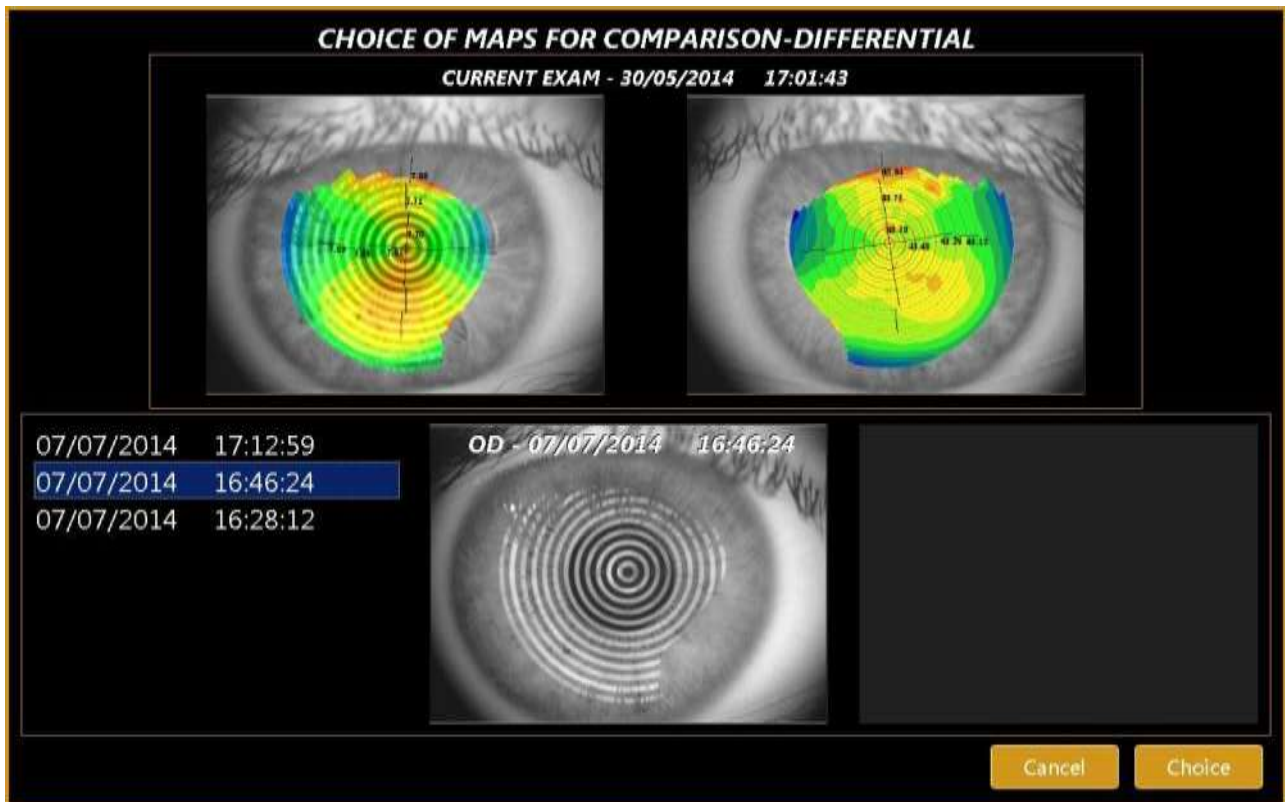 CHOICE OF MAPS FOR COMPARISON-DIFFERENTIAL
CURRENT EXAM - 30/05/2014 17:01:43
07/07/2014 17:12:59
07/07/2014 16:46:24
07/07/2014 16:28:12
OD - 07/07/2014 16:46:24
Cancel
Choice